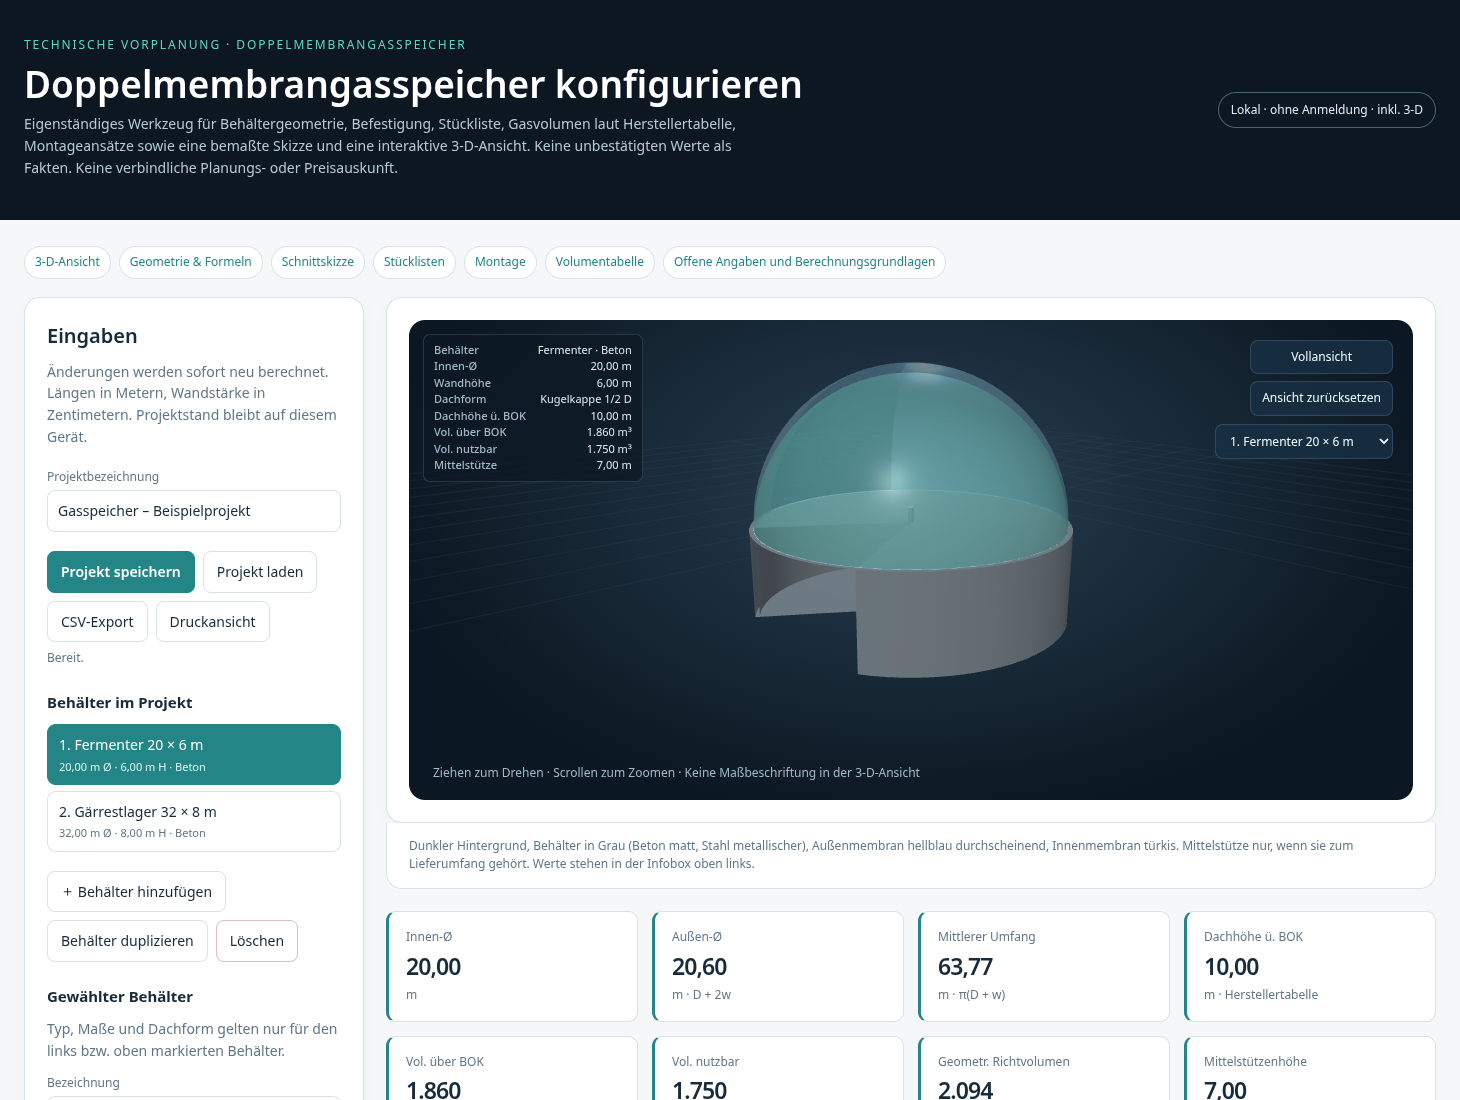 TECHNISCHE VORPLANUNG · DOPPELMEMBRANGASSPEICHER
Doppelmembrangasspeicher konfigurieren
Eigenständiges Werkzeug für Behältergeometrie, Befestigung, Stückliste, Gasvolumen laut Herstellertabelle,
Montageansätze sowie eine bemaßte Skizze und eine interaktive 3-D-Ansicht. Keine unbestätigten Werte als
Fakten. Keine verbindliche Planungs- oder Preisauskunft.
Lokal · ohne Anmeldung · inkl. 3-D
3-D-Ansicht
Geometrie & Formeln
Schnittskizze
Stücklisten
Montage
Volumentabelle
Offene Angaben und Berechnungsgrundlagen
Eingaben
Änderungen werden sofort neu berechnet.
Längen in Metern, Wandstärke in
Zentimetern. Projektstand bleibt auf diesem
Gerät.
Projektbezeichnung
Gasspeicher – Beispielprojekt
Projekt speichern
Projekt laden
CSV-Export
Druckansicht
Bereit.
Behälter im Projekt
1. Fermenter 20 × 6 m
20,00 m Ø · 6,00 m H · Beton
2. Gärrestlager 32 × 8 m
32,00 m Ø · 8,00 m H · Beton
+ Behälter hinzufügen
Behälter duplizieren
Löschen
Gewählter Behälter
Typ, Maße und Dachform gelten nur für den
links bzw. oben markierten Behälter.
Bezeichnung
Behälter Fermenter · Beton
Innen-Ø 20,00 m
Wandhöhe 6,00 m
Dachform Kugelkappe 1/2 D
Dachhöhe ü. BOK 10,00 m
Vol. über BOK 1.860 m³
Vol. nutzbar 1.750 m³
Mittelstütze 7,00 m
Vollansicht
Ansicht zurücksetzen
1. Fermenter 20 × 6 m
Ziehen zum Drehen · Scrollen zum Zoomen · Keine Maßbeschriftung in der 3-D-Ansicht
Dunkler Hintergrund, Behälter in Grau (Beton matt, Stahl metallischer), Außenmembran hellblau durchscheinend, Innenmembran türkis. Mittelstütze nur, wenn sie zum
Lieferumfang gehört. Werte stehen in der Infobox oben links.
Innen-Ø
20,00
m
Außen-Ø
20,60
m · D + 2w
Mittlerer Umfang
63,77
m · π(D + w)
Dachhöhe ü. BOK
10,00
m · Herstellertabelle
Vol. über BOK
1.860
Vol. nutzbar
1.750
Geometr. Richtvolumen
2.094
Mittelstützenhöhe
7,00